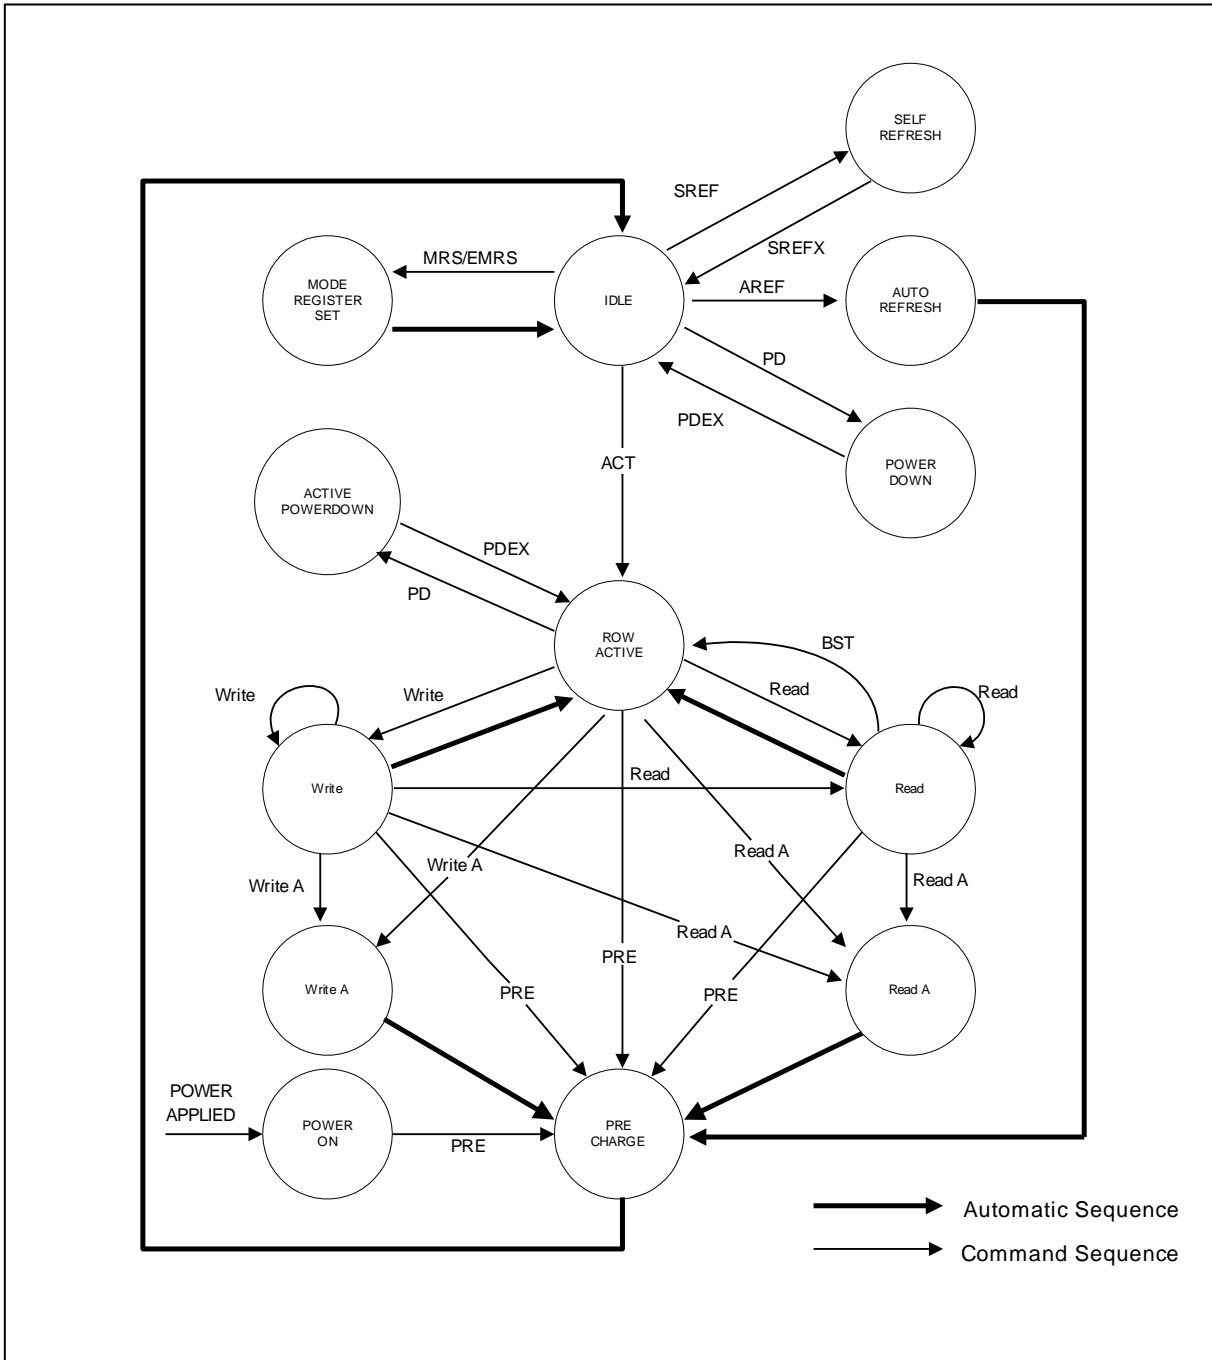 SELF
REFRESH
SREF
SREFX
MRS/EMRS
MODE
REGISTER
SET
IDLE
AREF
AUTO
REFRESH
PD
PDEX
POWER
DOWN
ACT
ACTIVE
POWERDOWN
PDEX
PD
ROW
ACTIVE
BST
Write
Write
Read
Read
Write
Read
Read
Write A
Write A
Read A
Read A
Read A
PRE
PRE
PRE
Write A
Read A
POWER
APPLIED
POWER
ON
PRE
PRE
CHARGE
Automatic Sequence
Command Sequence